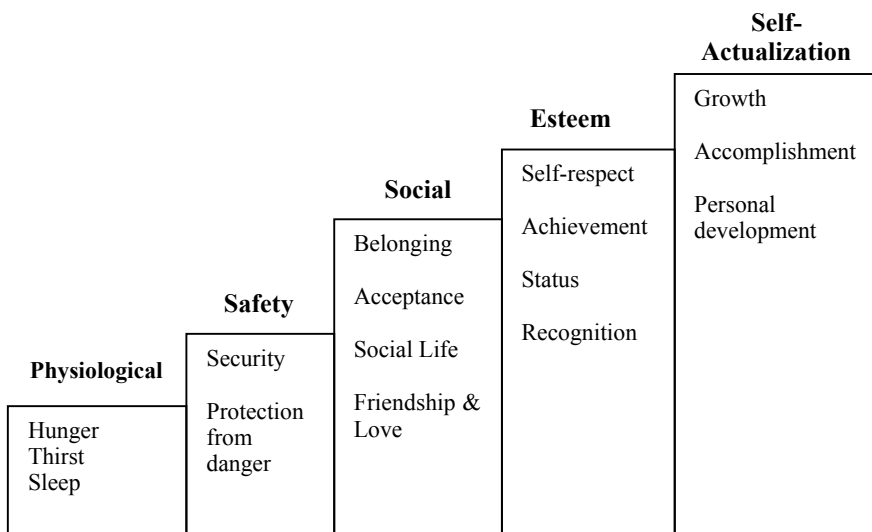 Physiological
Hunger
Thirst
Sleep
Safety
Security
Protection
from
danger
Social
Belonging
Acceptance
Social Life
Friendship &
Love
Esteem
Self-respect
Achievement
Status
Recognition
Self-
Actualization
Growth
Accomplishment
Personal
development